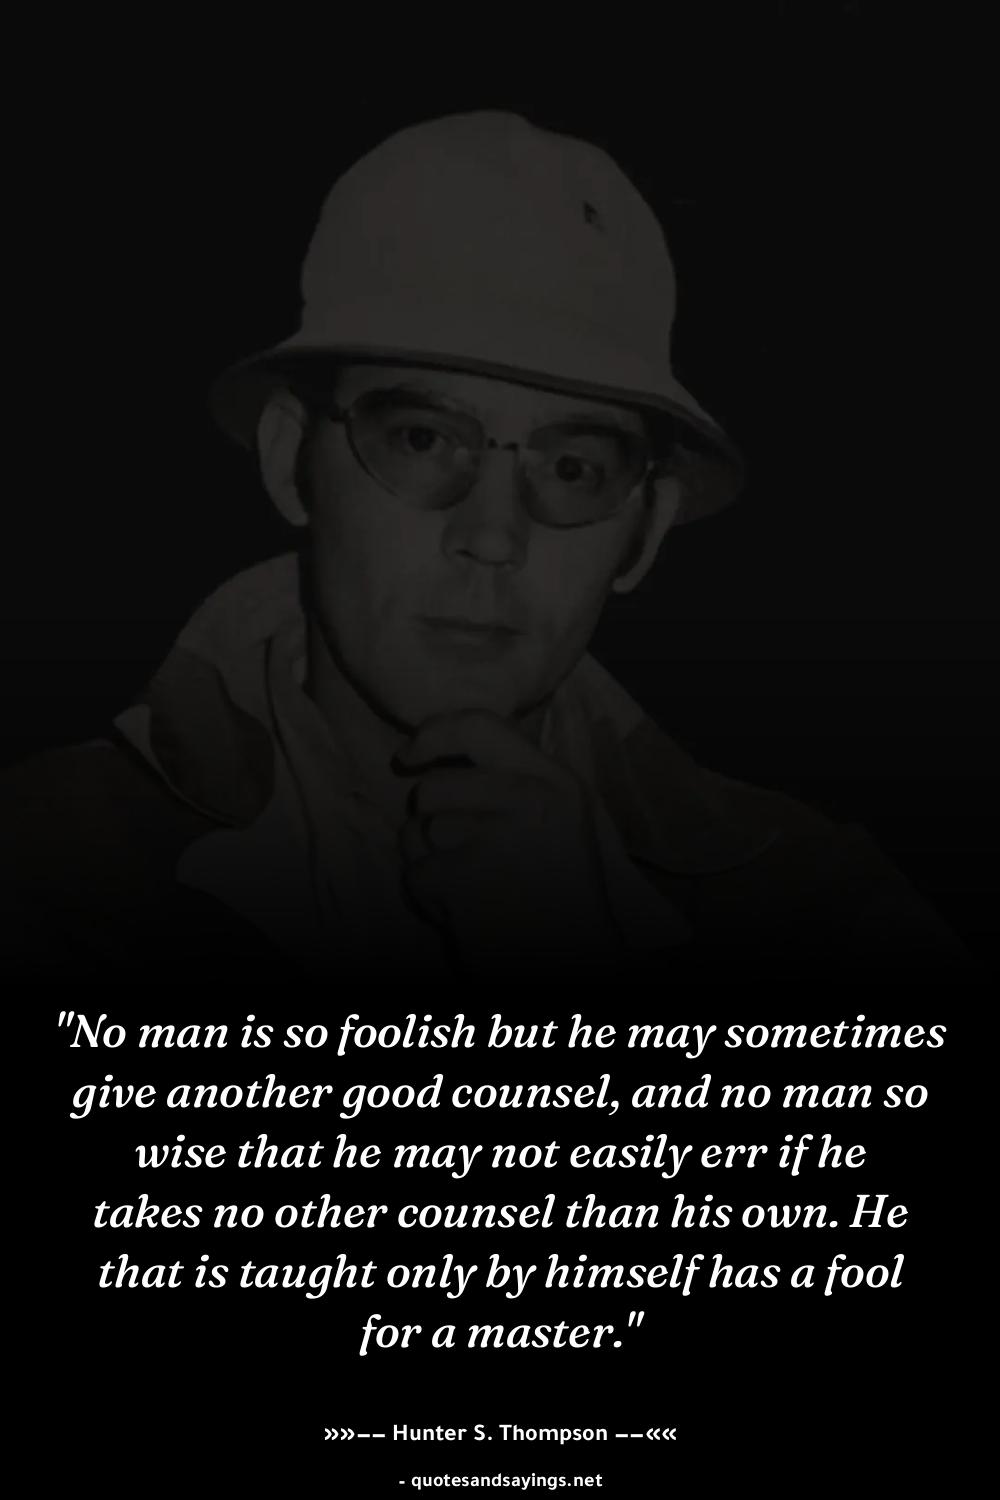 "No man is so foolish but he may sometimes
give another good counsel, and no man so
wise that he may not easily err if he
takes no other counsel than his own. He
that is taught only by himself has a fool
for a master."
»»–– Hunter S. Thompson ––««
- quotesandsayings.net